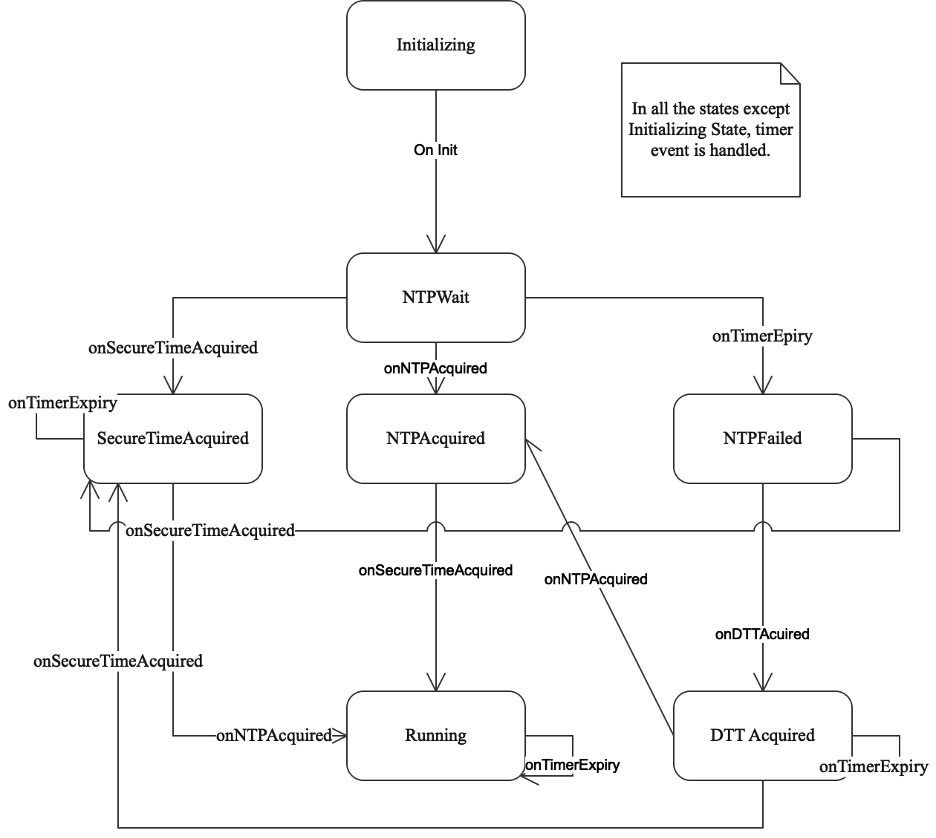 Initializing
In all the states except
Initializing State, timer
event is handled.
On Init
NTPWait
onSecureTimeAcquired
onTimerEpiry
onNTPAcquired
onTimerExpiry
SecureTimeAcquired
NTPAcquired
NTPFailed
onSecureTimeAcquired
onSecureTimeAcquired
onNTPAcquired
onDTTAcuired
onSecureTimeAcquired
onNTPAcquired
Running
DTT Acquired
onTimerExpiry
onTimerExpiry